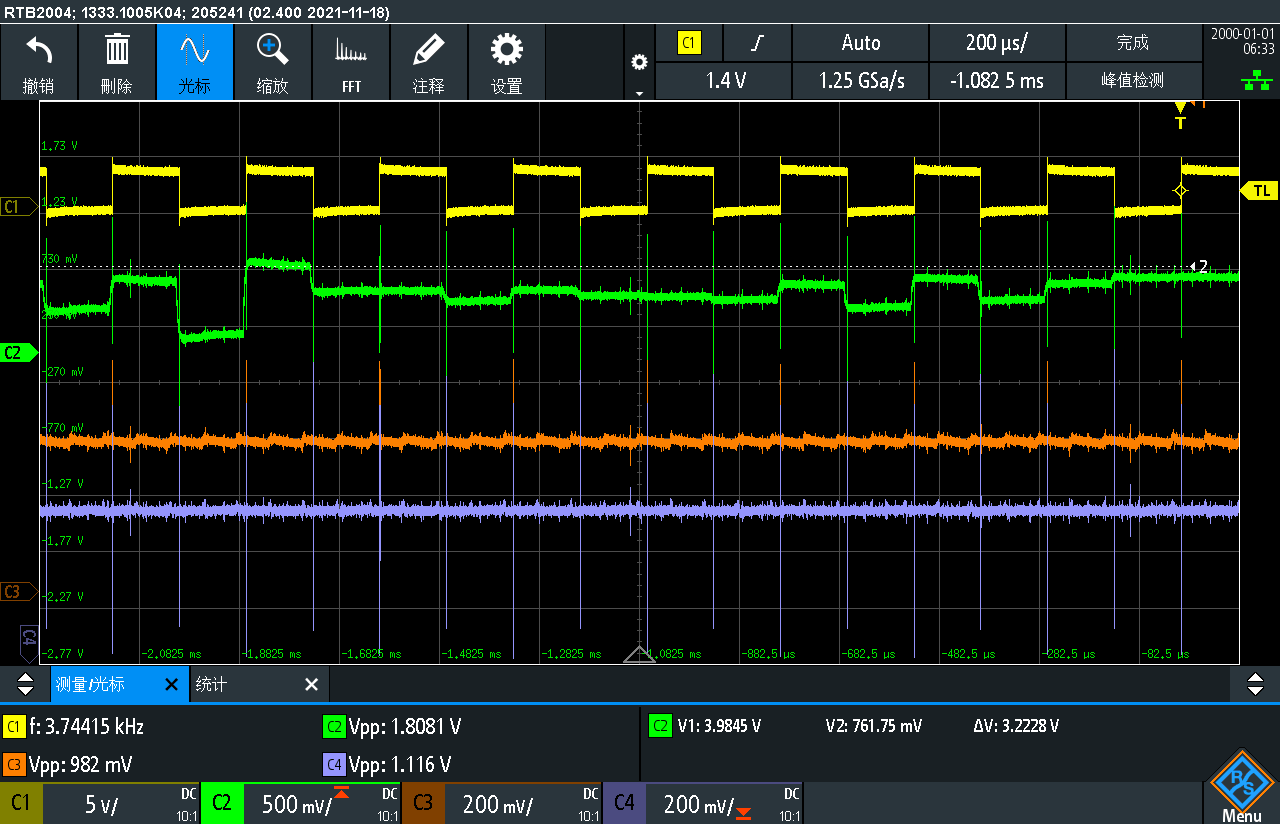 RTB2004; 1333.1005K04; 205241 (02.400 2021-11-18)
撤销 删除 光标 缩放 FFT 注释 设置
C1 Auto 200 µs/ 完成
1.4 V 1.25 GSa/s -1.082 5 ms 峰值检测
2000-01-01
06:33
T
1.73 V
C1
1.23 V
TL
730 mV
2
C2
-270 mV
-770 mV
-1.27 V
-1.77 V
C3
-2.27 V
C4
-2.77 V -2.0825 ms -1.8825 ms -1.6825 ms -1.4825 ms -1.2825 ms -1.0825 ms -882.5 µs -682.5 µs -482.5 µs -282.5 µs -82.5 µs
测量/光标 统计
C1 f: 3.74415 kHz C2 Vpp: 1.8081 V
C2 V1: 3.9845 V V2: 761.75 mV ΔV: 3.2228 V
C3 Vpp: 982 mV C4 Vpp: 1.116 V
C1 5 V/ DC 10:1
C2 500 mV/ DC 10:1
C3 200 mV/ DC 10:1
C4 200 mV/ DC 10:1
R&S
Menu